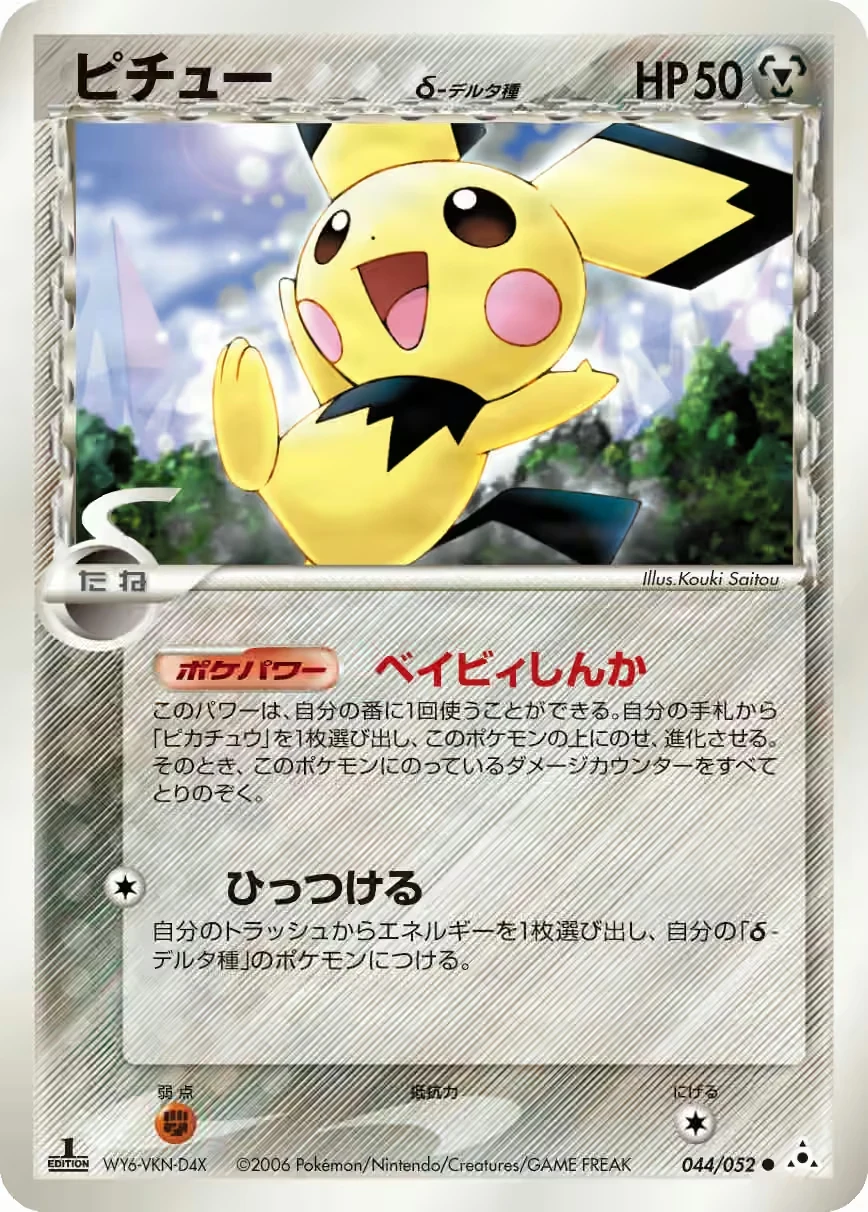 ピチュー δ-デルタ種 HP50
たね
Illus.Kouki Saitou
ポケパワー ベイビィしんか
このパワーは、自分の番に1回使うことができる。自分の手札から
「ピカチュウ」を1枚選び出し、このポケモンの上にのせ、進化させる。
そのとき、このポケモンにのっているダメージカウンターをすべて
とりのぞく。
ひっつける
自分のトラッシュからエネルギーを1枚選び出し、自分の「δ-
デルタ種」のポケモンにつける。
弱点 抵抗力 にげる
1 EDITION WY6-VKN-D4X ©2006 Pokémon/Nintendo/Creatures/GAME FREAK 044/052